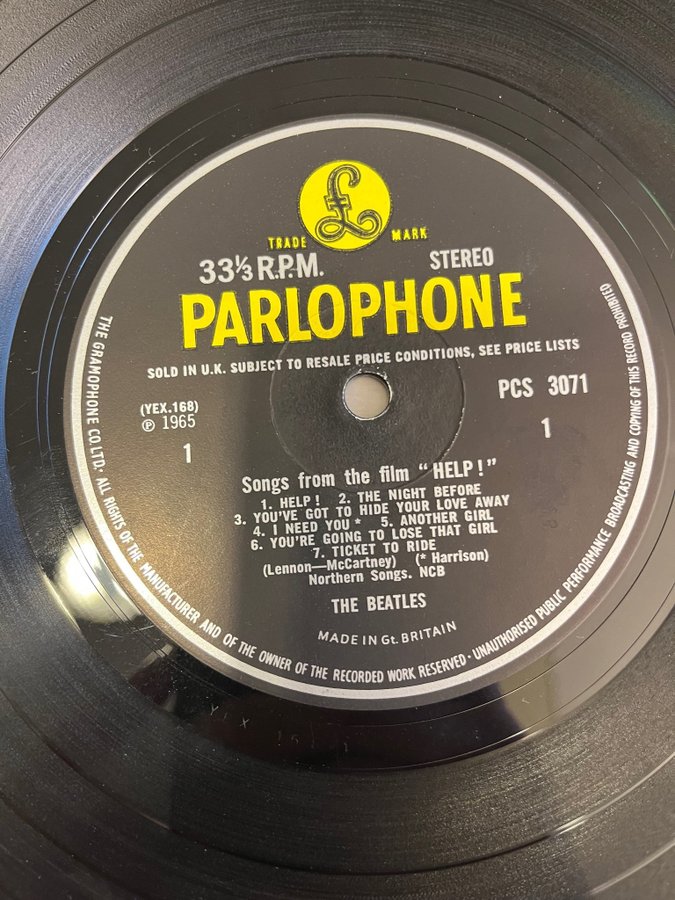 £
TRADE MARK
33⅓ R.P.M. STEREO
PARLOPHONE
SOLD IN U.K. SUBJECT TO RESALE PRICE CONDITIONS, SEE PRICE LISTS
(YEX.168) PCS 3071
℗ 1965
1 1
Songs from the film "HELP!"
1. HELP! 2. THE NIGHT BEFORE
3. YOU'VE GOT TO HIDE YOUR LOVE AWAY
4. I NEED YOU * 5. ANOTHER GIRL
6. YOU'RE GOING TO LOSE THAT GIRL
7. TICKET TO RIDE
(Lennon—McCartney) (* Harrison)
Northern Songs. NCB
THE BEATLES
MADE IN Gt. BRITAIN
THE GRAMOPHONE CO. LTD· ALL RIGHTS OF THE MANUFACTURER AND OF THE OWNER OF THE RECORDED WORK RESERVED · UNAUTHORISED PUBLIC PERFORMANCE BROADCASTING AND COPYING OF THIS RECORD PROHIBITED
YEX